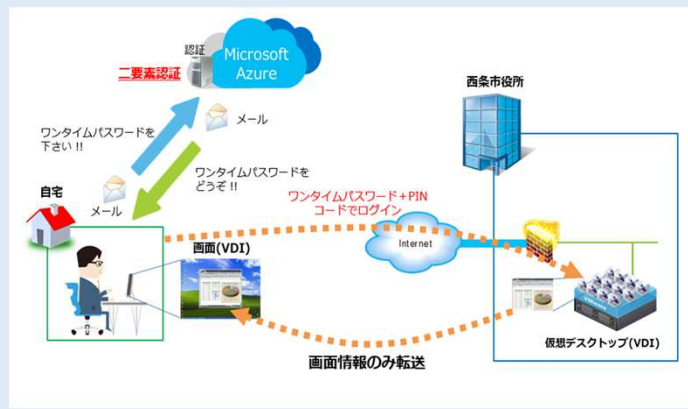 認証
Microsoft
Azure
二要素認証
メール
ワンタイムパスワードを
下さい !!
ワンタイムパスワードを
どうぞ !!
メール
自宅
西条市役所
ワンタイムパスワード+PIN
コードでログイン
Internet
画面(VDI)
仮想デスクトップ(VDI)
画面情報のみ転送